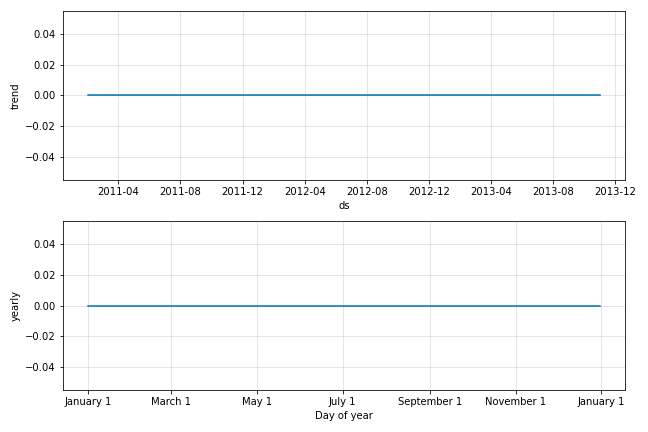 0.04
0.02
0.00
−0.02
−0.04
trend
2011-04 2011-08 2011-12 2012-04 2012-08 2012-12 2013-04 2013-08 2013-12
ds
0.04
0.02
0.00
−0.02
−0.04
yearly
January 1 March 1 May 1 July 1 September 1 November 1 January 1
Day of year